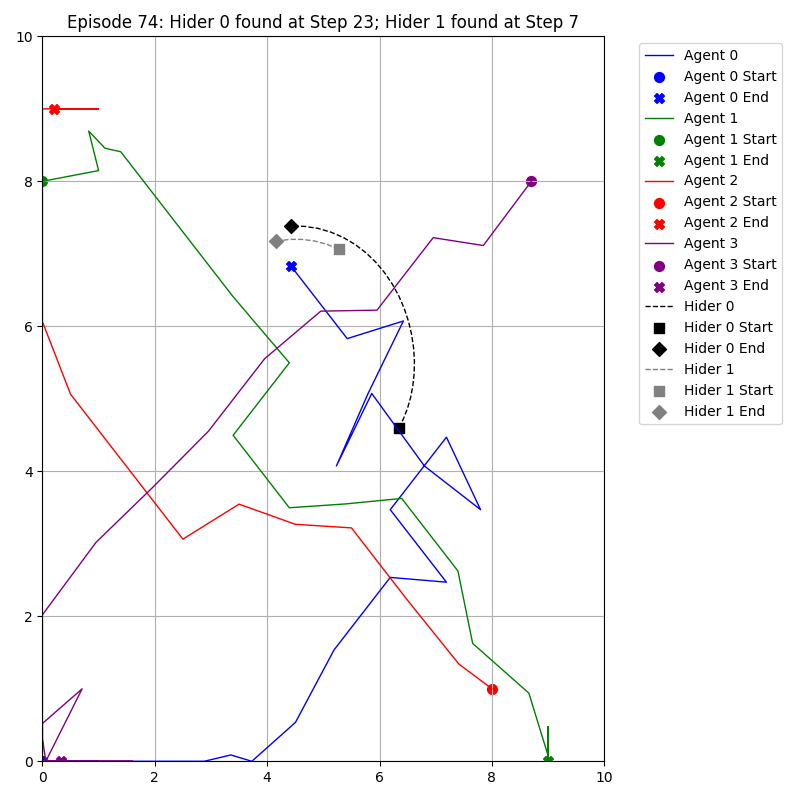 Episode 74: Hider 0 found at Step 23; Hider 1 found at Step 7
10
8
6
4
2
0
0
2
4
6
8
10
Agent 0
Agent 0 Start
Agent 0 End
Agent 1
Agent 1 Start
Agent 1 End
Agent 2
Agent 2 Start
Agent 2 End
Agent 3
Agent 3 Start
Agent 3 End
Hider 0
Hider 0 Start
Hider 0 End
Hider 1
Hider 1 Start
Hider 1 End